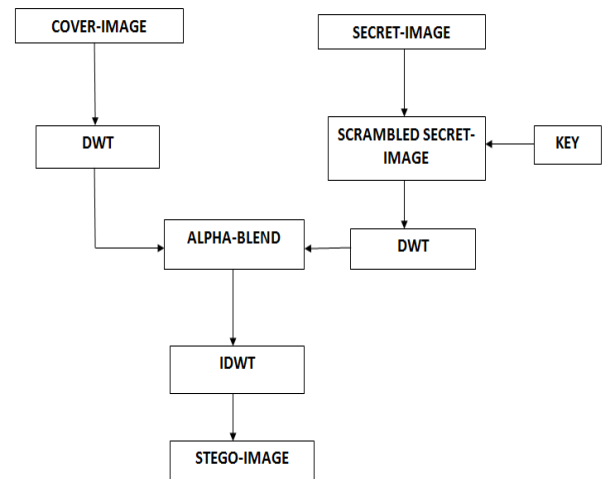 COVER-IMAGE
SECRET-IMAGE
DWT
SCRAMBLED SECRET-
IMAGE
KEY
ALPHA-BLEND
DWT
IDWT
STEGO-IMAGE